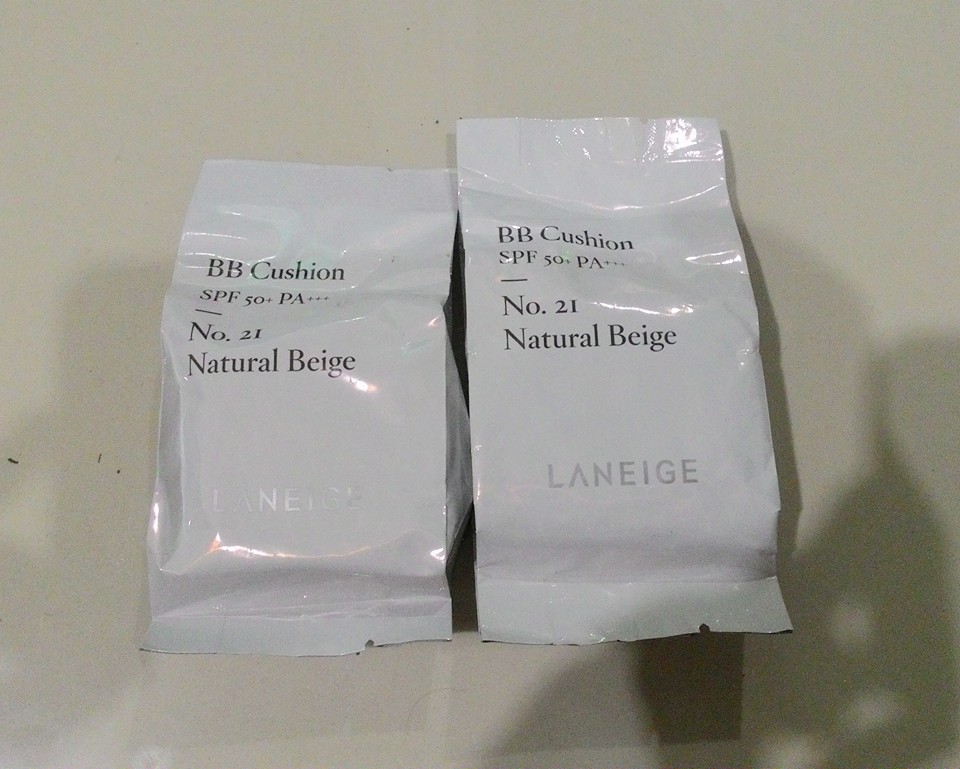 BB Cushion
SPF 50+ PA+++
No. 21
Natural Beige
LANEIGE
BB Cushion
SPF 50+ PA+++
No. 21
Natural Beige
LANEIGE